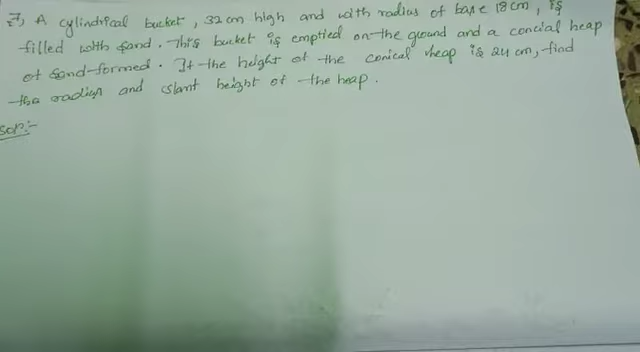 7) A cylindrical bucket, 32 cm high and with radius of base 18 cm, is
filled with sand. This bucket is emptied on the ground and a concial heap
of sand formed. If the height of the conical heap is 24 cm, find
the radius and slant height of the heap.
Sol:-